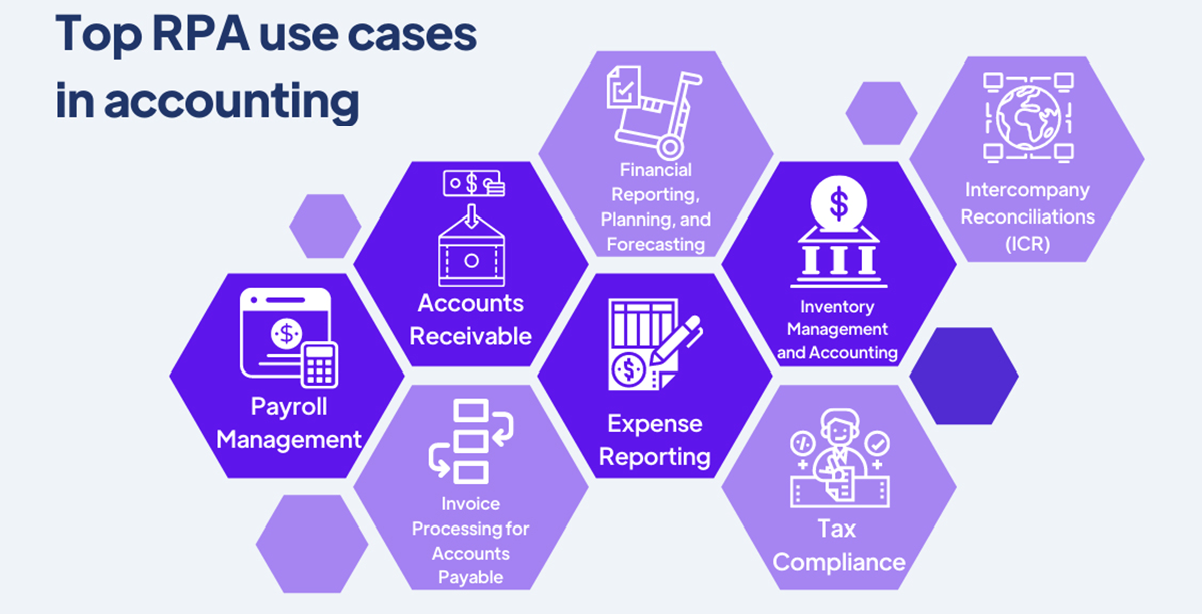 Top RPA use cases
in accounting
Financial
Reporting,
Planning, and
Forecasting
Intercompany
Reconciliations
(ICR)
Accounts
Receivable
Inventory
Management
and Accounting
Payroll
Management
Expense
Reporting
Invoice
Processing for
Accounts
Payable
Tax
Compliance